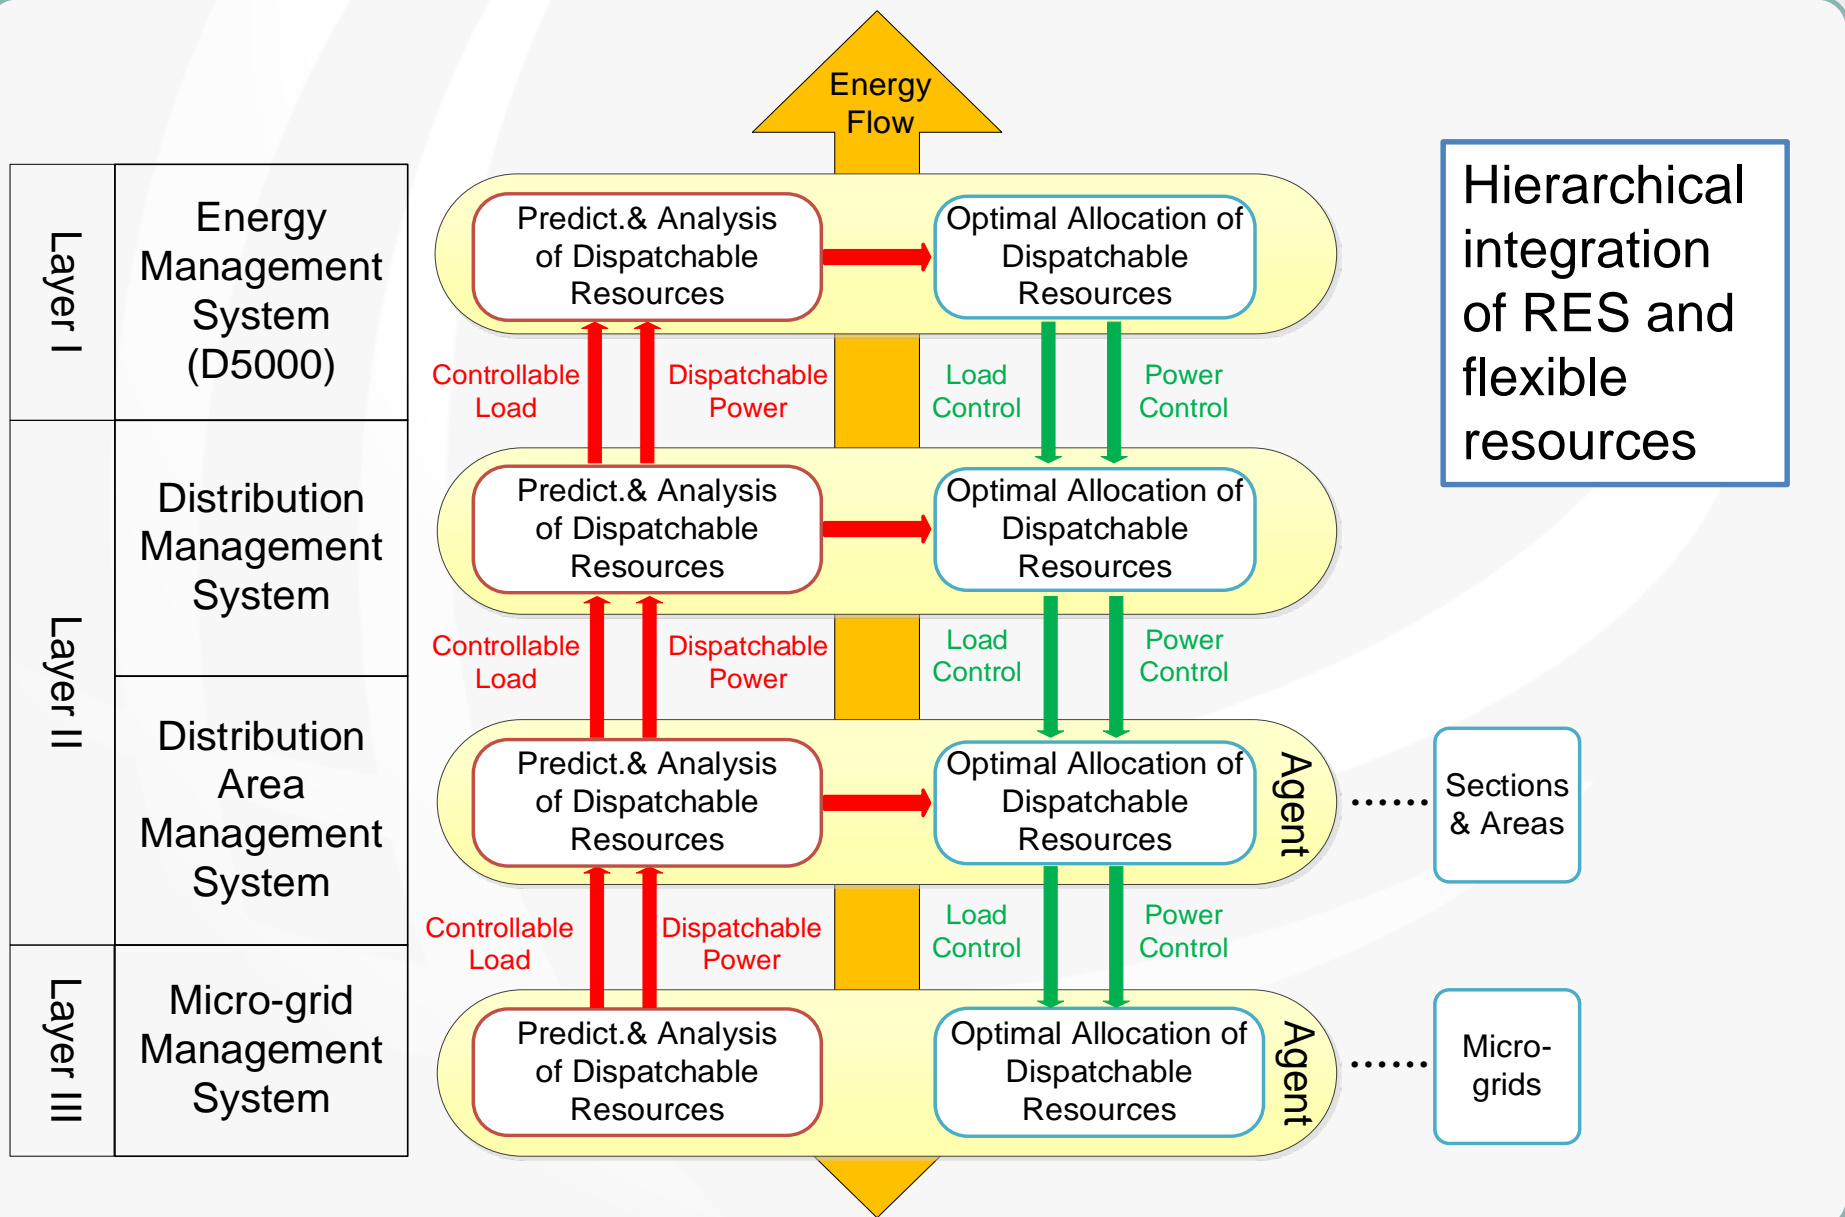 Energy
Flow
Hierarchical
integration
of RES and
flexible
resources
Layer I
Energy
Management
System
(D5000)
Predict.& Analysis
of Dispatchable
Resources
Optimal Allocation of
Dispatchable
Resources
Controllable
Load
Dispatchable
Power
Load
Control
Power
Control
Layer II
Distribution
Management
System
Predict.& Analysis
of Dispatchable
Resources
Optimal Allocation of
Dispatchable
Resources
Controllable
Load
Dispatchable
Power
Load
Control
Power
Control
Distribution
Area
Management
System
Predict.& Analysis
of Dispatchable
Resources
Optimal Allocation of
Dispatchable
Resources
Agent
......
Sections
& Areas
Controllable
Load
Dispatchable
Power
Load
Control
Power
Control
Layer III
Micro-grid
Management
System
Predict.& Analysis
of Dispatchable
Resources
Optimal Allocation of
Dispatchable
Resources
Agent
......
Micro-
grids